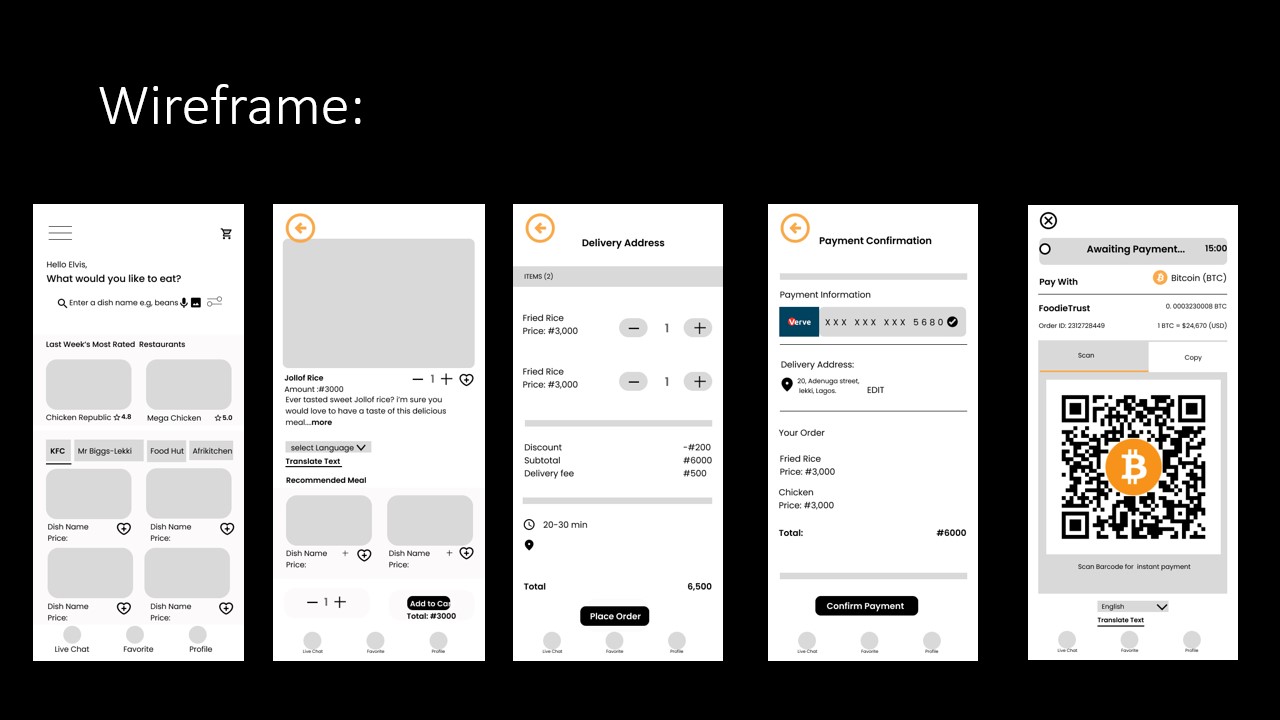 Wireframe:
Hello Elvis,
What would you like to eat?
Enter a dish name e.g, beans
Last Week's Most Rated Restaurants
Chicken Republic 4.8
Mega Chicken 5.0
KFC Mr Biggs-Lekki Food Hut Afrikitchen
Dish Name Dish Name
Price: Price:
Dish Name Dish Name
Price: Price:
Live Chat Favorite Profile
Jollof Rice 1
Amount :#3000
Ever tasted sweet Jollof rice? i'm sure you
would love to have a taste of this delicious
meal...more
select Language
Translate Text
Recommended Meal
Dish Name + Dish Name +
Price: Price:
1
Add to Car
Total: #3000
Live Chat Favorite Profile
Delivery Address
ITEMS (2)
Fried Rice
Price: #3,000
1
Fried Rice
Price: #3,000
1
Discount -#200
Subtotal #6000
Delivery fee #500
20-30 min
Total 6,500
Place Order
Live Chat Favorite Profile
Payment Confirmation
Payment Information
Verve XXX XXX XXX 5680
Delivery Address:
20, Adenuga street,
lekki, Lagos.
EDIT
Your Order
Fried Rice
Price: #3,000
Chicken
Price: #3,000
Total: #6000
Confirm Payment
Live Chat Favorite Profile
Awaiting Payment... 15:00
Pay With Bitcoin (BTC)
FoodieTrust 0. 0003230008 BTC
Order ID: 2312728449 1 BTC = $24,670 (USD)
Scan Copy
Scan Barcode for instant payment
English
Translate Text
Live Chat Favorite Profile